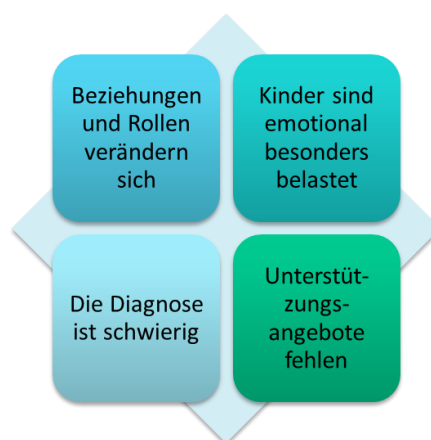 Beziehungen
und Rollen
verändern
sich
Kinder sind
emotional
besonders
belastet
Die Diagnose
ist schwierig
Unterstüt-
zungs-
angebote
fehlen